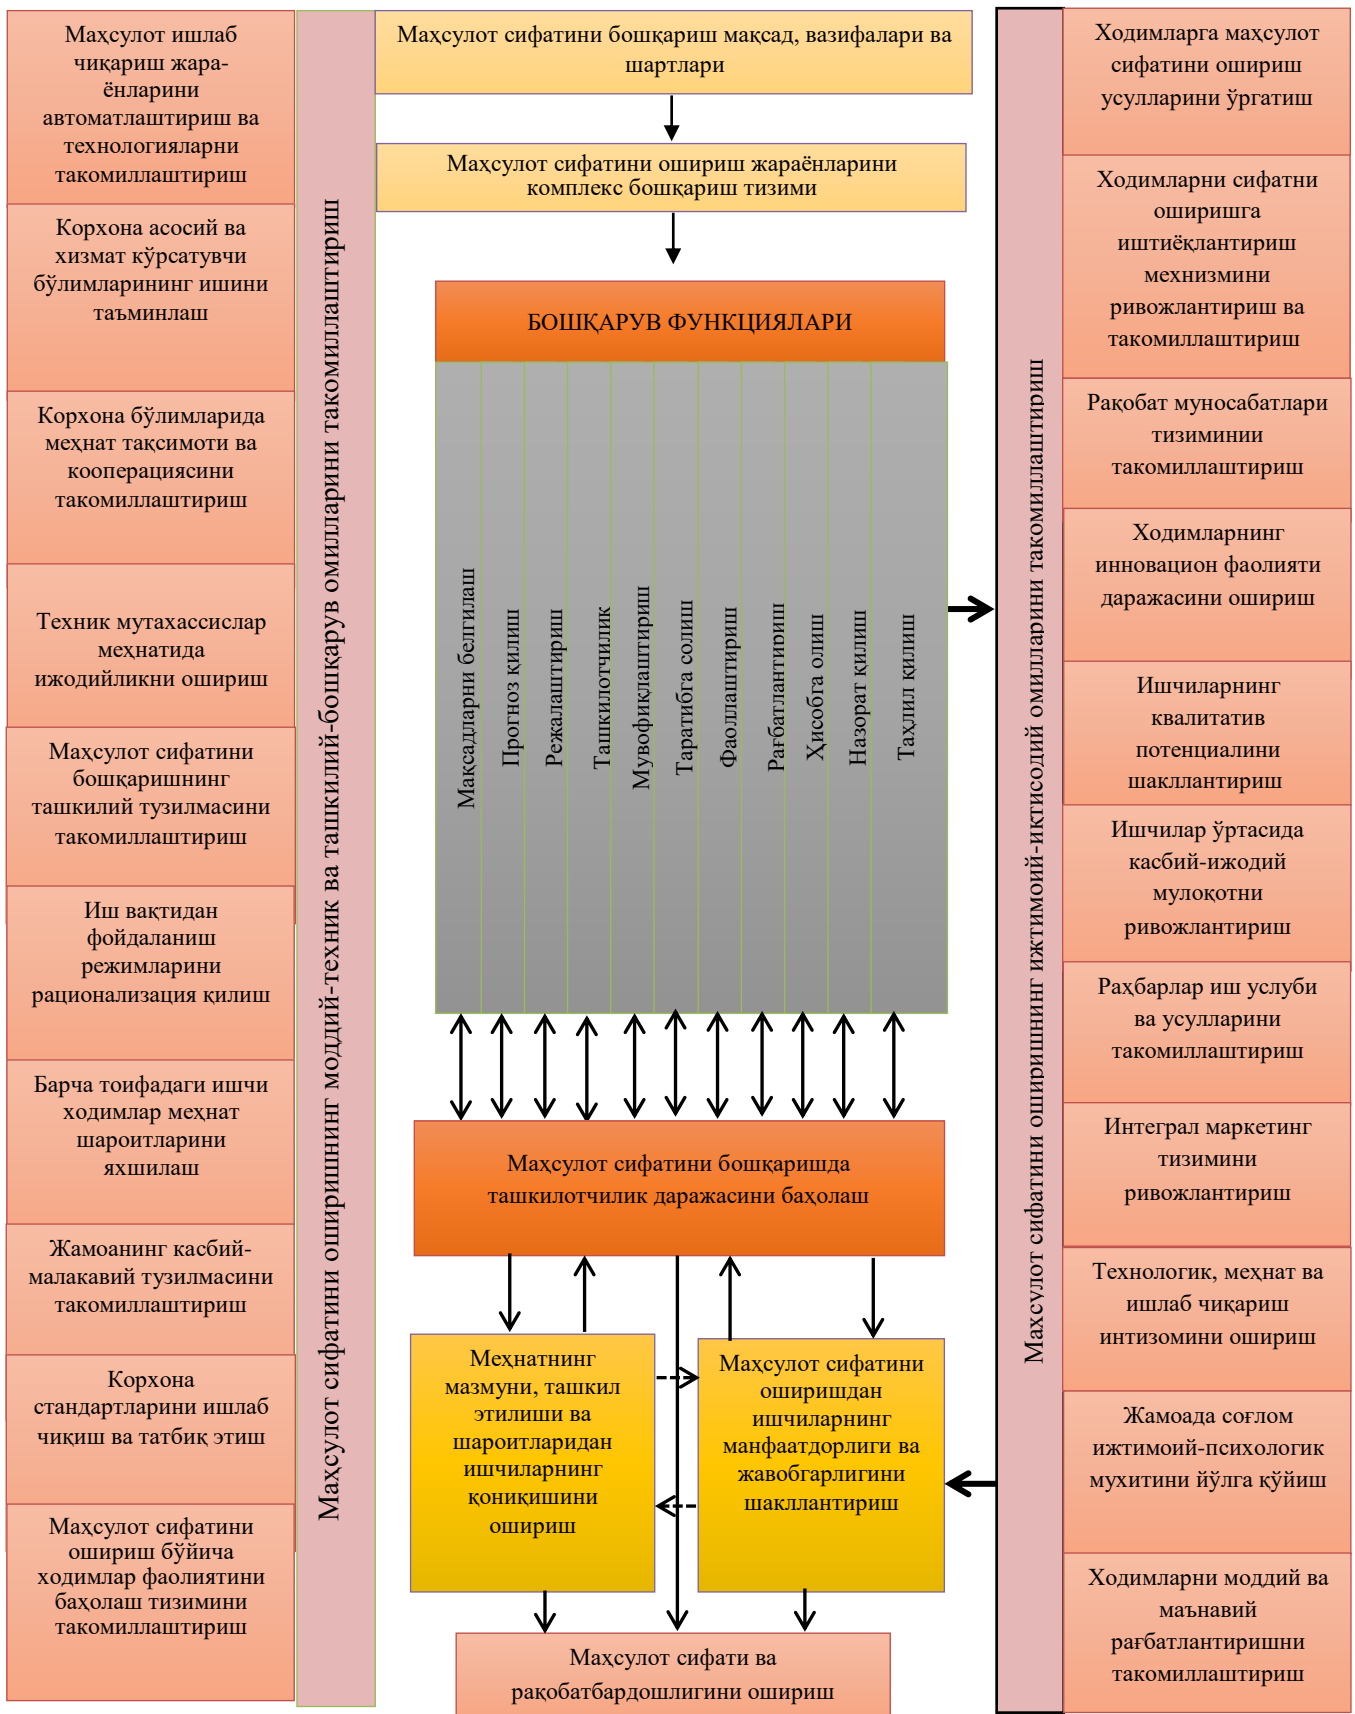 Маҳсулот ишлаб
чиқариш жара-
ёнларини
автоматлаштириш ва
технологияларни
такомиллаштириш
Корхона асосий ва
хизмат кўрсатувчи
бўлимларининг ишини
таъминлаш
Корхона бўлимларида
меҳнат тақсимоти ва
кооперациясини
такомиллаштириш
Техник мутахассислар
меҳнатида
ижодийликни ошириш
Маҳсулот сифатини
бошқаришнинг
ташкилий тузилмасини
такомиллаштириш
Иш вақтидан
фойдаланиш
режимларини
рационализация қилиш
Барча тоифадаги ишчи
ходимлар меҳнат
шароитларини
яхшилаш
Жамоанинг касбий-
малакавий тузилмасини
такомиллаштириш
Корхона
стандартларини ишлаб
чиқиш ва татбиқ этиш
Маҳсулот сифатини
ошириш бўйича
ходимлар фаолиятини
баҳолаш тизимини
такомиллаштириш
Маҳсулот сифатини оширишнинг моддий-техник ва ташкилий-бошқарув омилларини такомиллаштириш
Маҳсулот сифатини бошқариш мақсад, вазифалари ва
шартлари
Маҳсулот сифатини ошириш жараёнларини
комплекс бошқариш тизими
БОШҚАРУВ ФУНКЦИЯЛАРИ
Мақсадларни белгилаш
Прогноз қилиш
Режалаштириш
Ташкилотчилик
Мувофиқлаштириш
Таратибга солиш
Фаоллаштириш
Рағбатлантириш
Ҳисобга олиш
Назорат қилиш
Таҳлил қилиш
Маҳсулот сифатини бошқаришда
ташкилотчилик даражасини баҳолаш
Меҳнатнинг
мазмуни, ташкил
этилиши ва
шароитларидан
ишчиларнинг
қониқишини
ошириш
Маҳсулот сифатини
оширишдан
ишчиларнинг
манфаатдорлиги ва
жавобгарлигини
шакллантириш
Маҳсулот сифати ва
рақобатбардошлигини ошириш
Маҳсулот сифатини оширишнинг ижтимоий-иқтисодий омилларини такомиллаштириш
Ходимларга маҳсулот
сифатини ошириш
усулларини ўргатиш
Ходимларни сифатни
оширишга
иштиёқлантириш
мехнизмини
ривожлантириш ва
такомиллаштириш
Рақобат муносабатлари
тизиминии
такомиллаштириш
Ходимларнинг
инновацион фаолияти
даражасини ошириш
Ишчиларнинг
квалитатив
потенциалини
шакллантириш
Ишчилар ўртасида
касбий-ижодий
мулоқотни
ривожлантириш
Раҳбарлар иш услуби
ва усулларини
такомиллаштириш
Интеграл маркетинг
тизимини
ривожлантириш
Технологик, меҳнат ва
ишлаб чиқариш
интизомини ошириш
Жамоада соғлом
ижтимоий-психологик
мухитини йўлга қўйиш
Ходимларни моддий ва
маънавий
рағбатлантиришни
такомиллаштириш